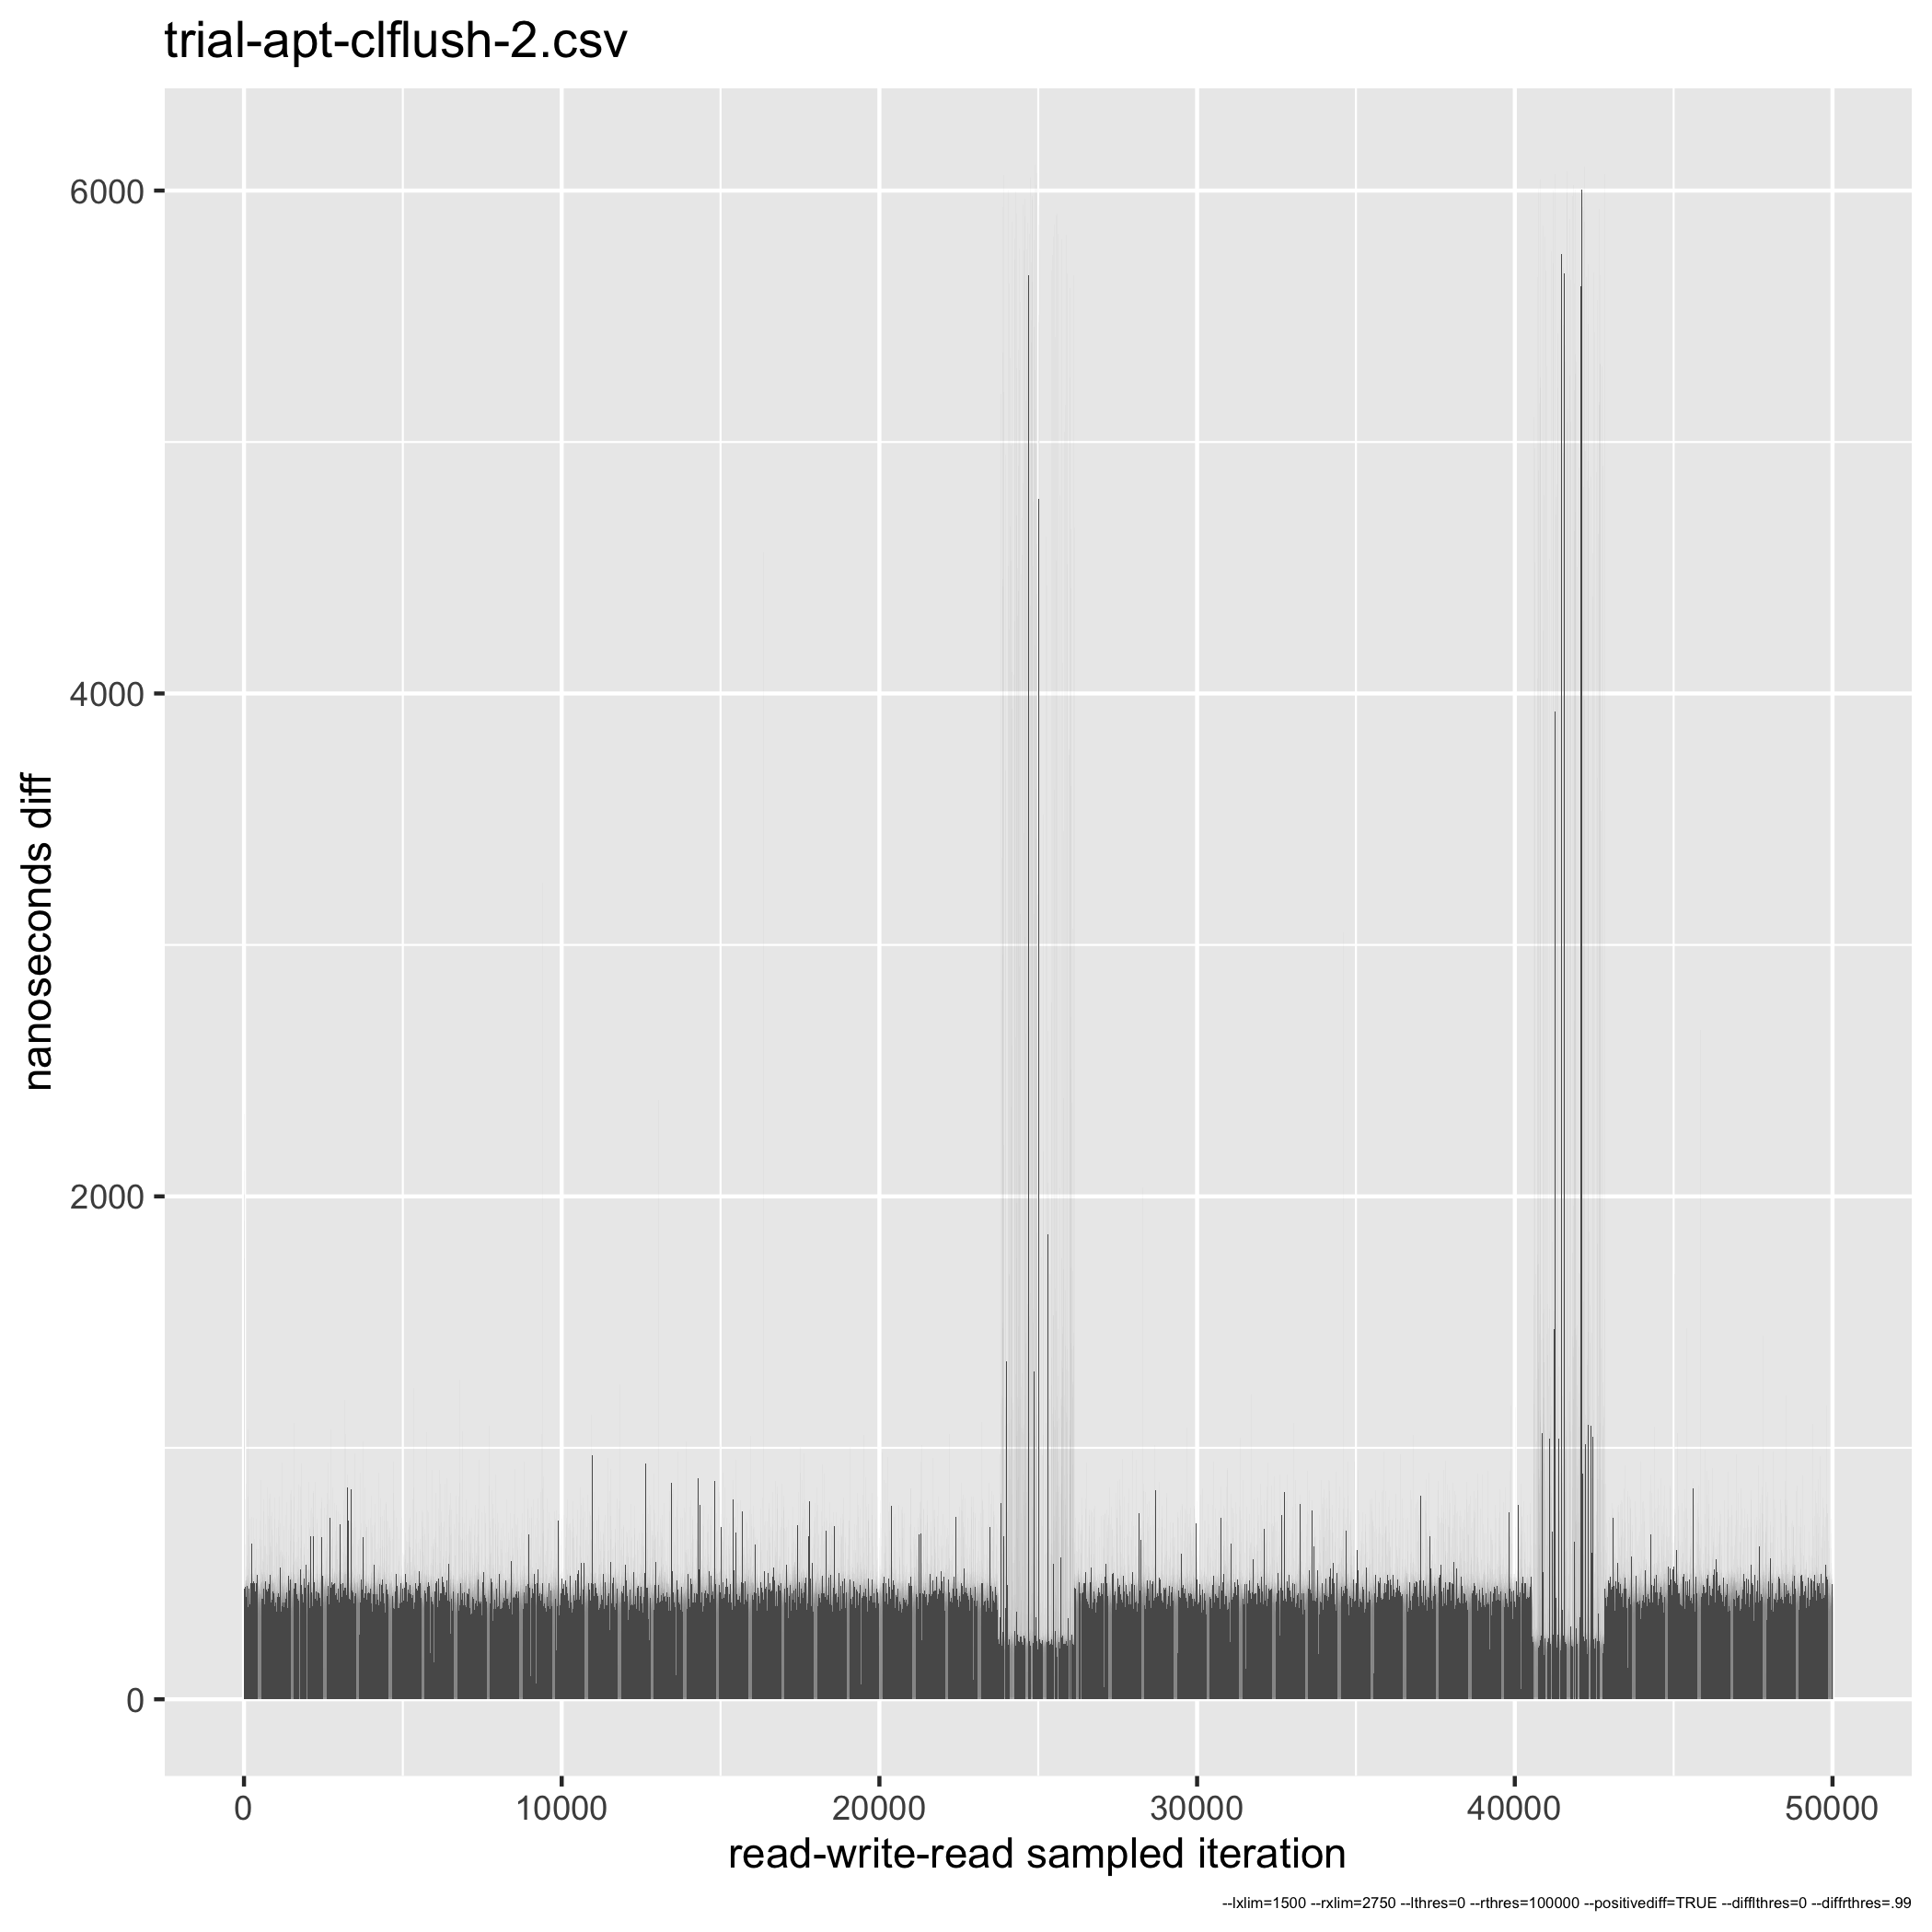 trial-apt-clflush-2.csv
6000
4000
2000
0
nanoseconds diff
0 10000 20000 30000 40000 50000
read-write-read sampled iteration
--lxlim=1500 --rxlim=2750 --lthres=0 --rthres=100000 --positivediff=TRUE --difflthres=0 --diffrthres=.99